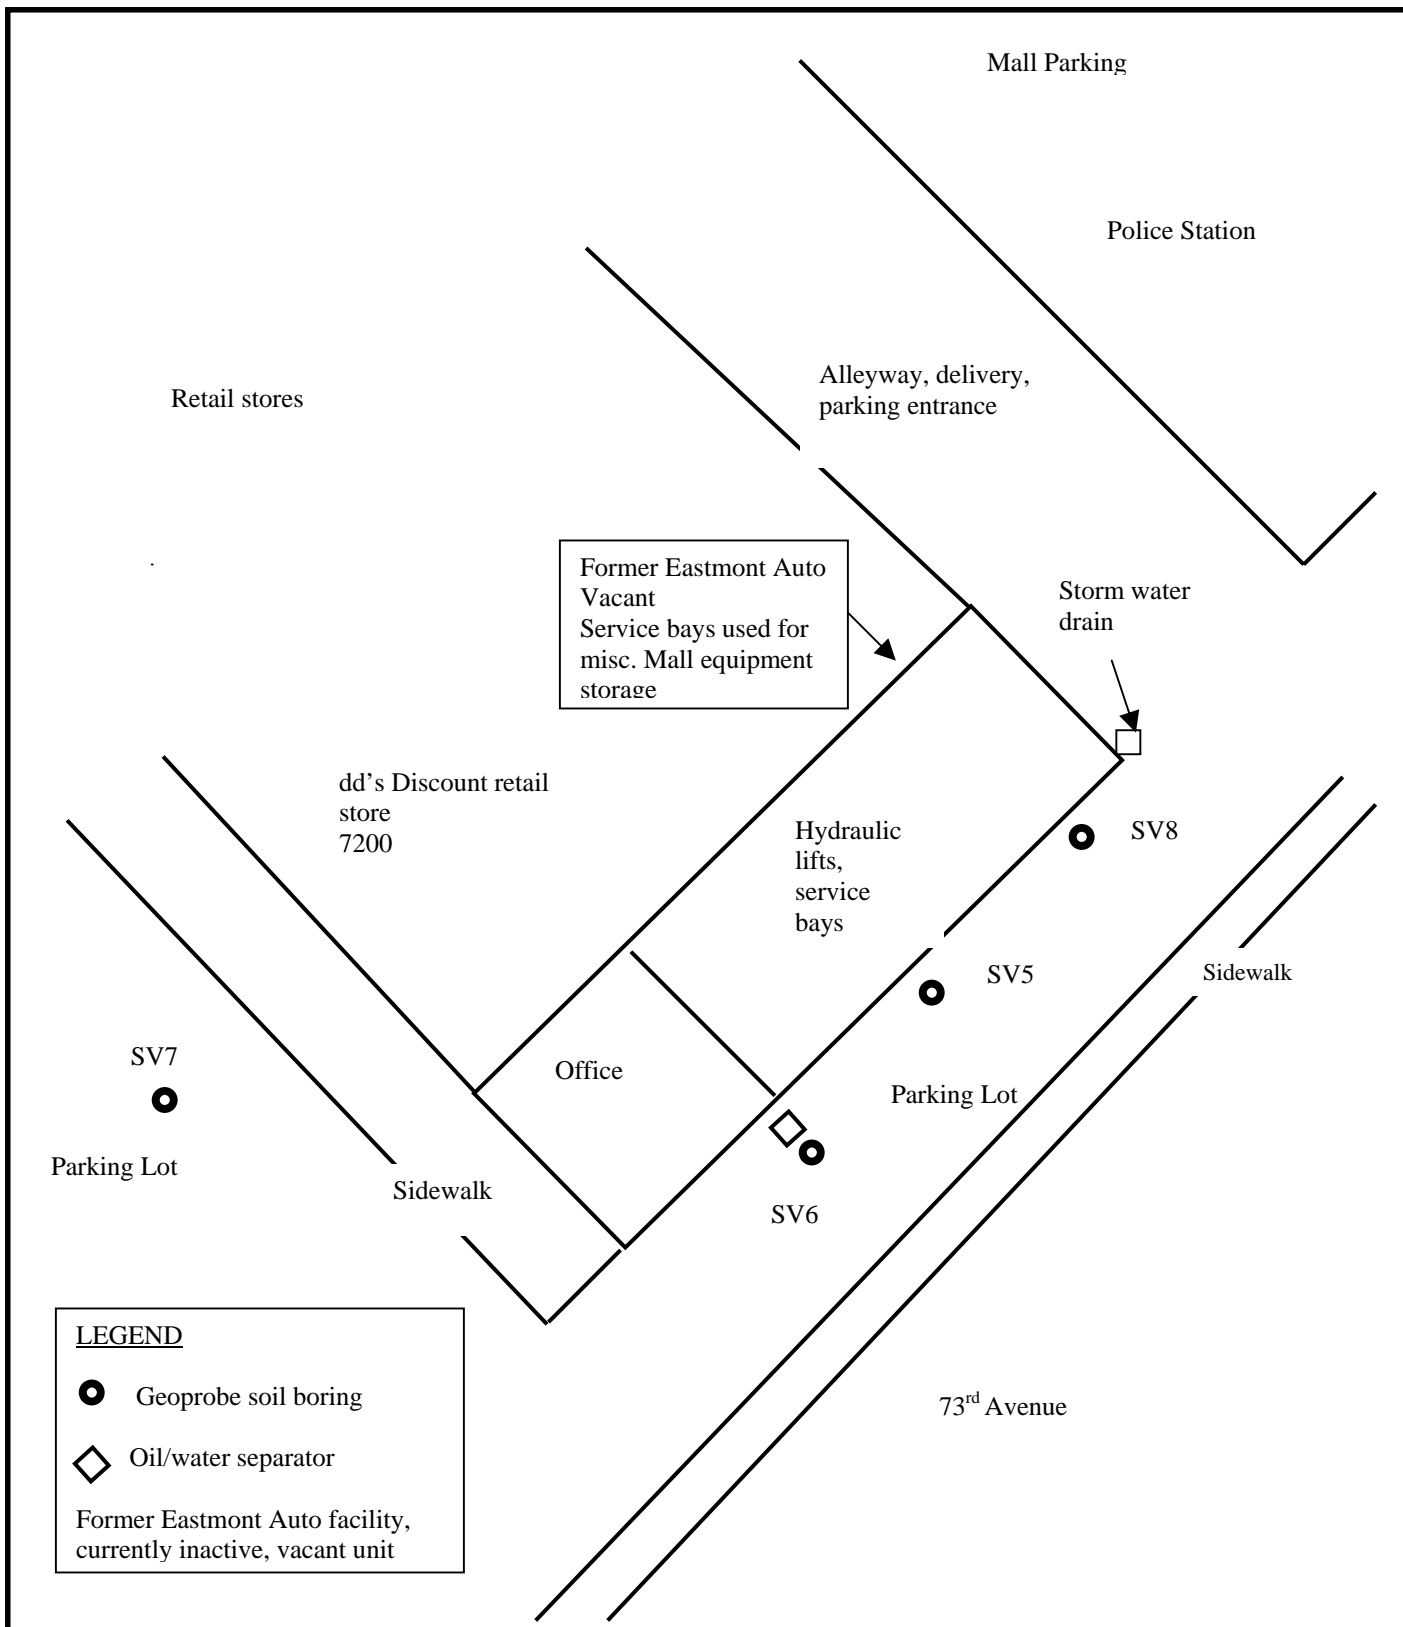 Mall Parking
Police Station
Alleyway, delivery,
parking entrance
Retail stores
Former Eastmont Auto
Vacant
Service bays used for
misc. Mall equipment
storage
Storm water
drain
dd's Discount retail
store
7200
Hydraulic
lifts,
service
bays
SV8
SV5
Sidewalk
SV7
Office
Parking Lot
Parking Lot
Sidewalk
SV6
LEGEND
Geoprobe soil boring
Oil/water separator
Former Eastmont Auto facility,
currently inactive, vacant unit
73rd Avenue